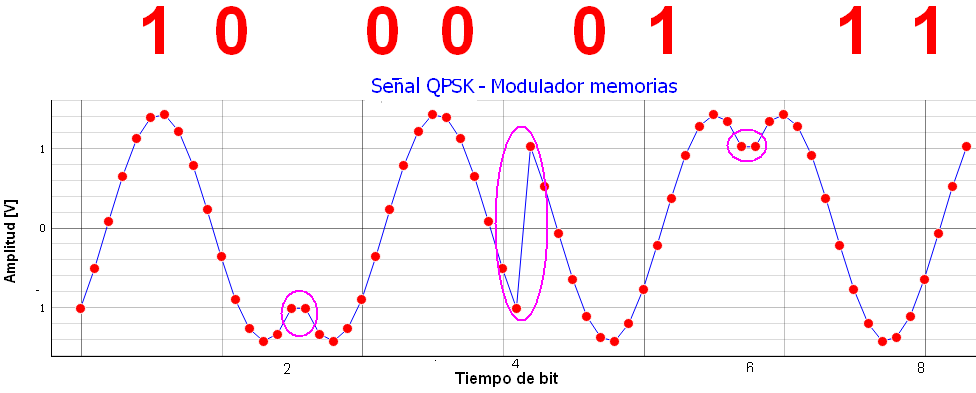 1 0 0 0 0 1 1 1
Señal QPSK - Modulador memorias
Amplitud [V]
1
0
-
1
2 4 6 8
Tiempo de bit